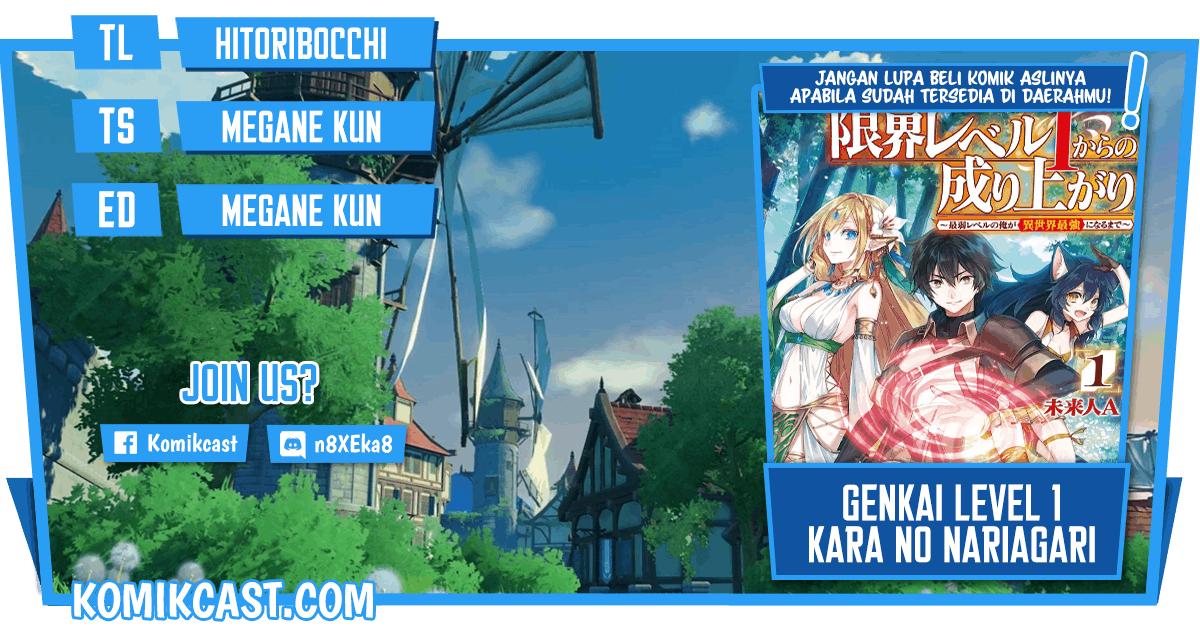 TL HITORIBOCCHI
TS MEGANE KUN
ED MEGANE KUN
JOIN US?
Komikcast n8XEka8
KOMIKCAST.COM
JANGAN LUPA BELI KOMIK ASLINYA
APABILA SUDAH TERSEDIA DI DAERAHMU!
限界レベル1からの
成り上がり
～最弱レベルの俺が異世界最強になるまで～
1
未来人A
GENKAI LEVEL 1
KARA NO NARIAGARI